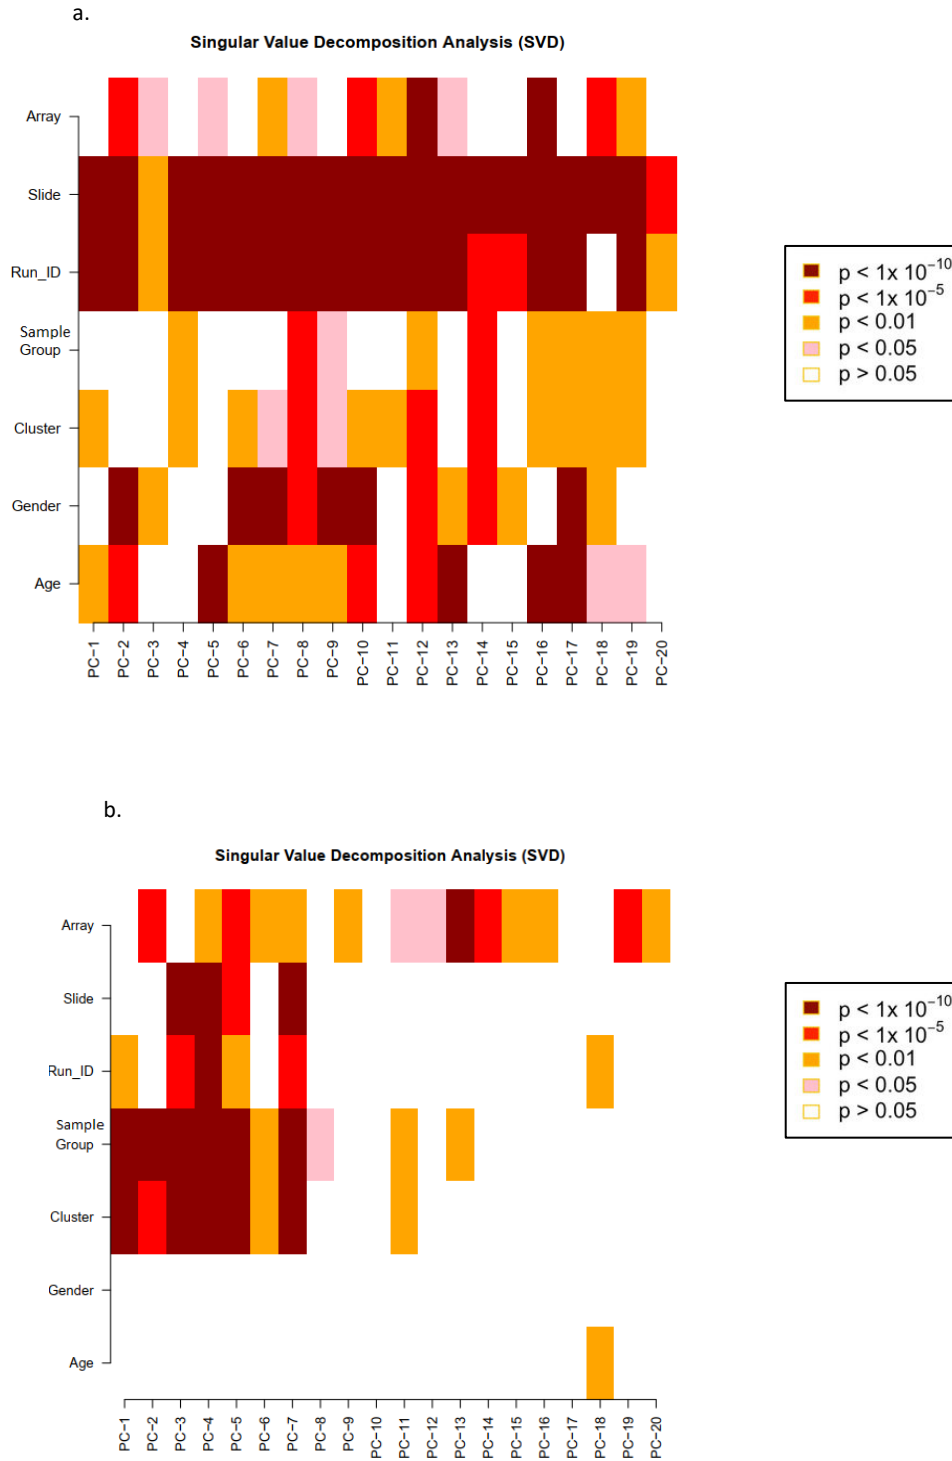 a.
Singular Value Decomposition Analysis (SVD)
Array
Slide
Run_ID
Sample
Group
Cluster
Gender
Age
PC-1 PC-2 PC-3 PC-4 PC-5 PC-6 PC-7 PC-8 PC-9 PC-10 PC-11 PC-12 PC-13 PC-14 PC-15 PC-16 PC-17 PC-18 PC-19 PC-20
p < 1x 10⁻¹⁰
p < 1x 10⁻⁵
p < 0.01
p < 0.05
p > 0.05
b.
Singular Value Decomposition Analysis (SVD)
Array
Slide
Run_ID
Sample
Group
Cluster
Gender
Age
PC-1 PC-2 PC-3 PC-4 PC-5 PC-6 PC-7 PC-8 PC-9 PC-10 PC-11 PC-12 PC-13 PC-14 PC-15 PC-16 PC-17 PC-18 PC-19 PC-20
p < 1x 10⁻¹⁰
p < 1x 10⁻⁵
p < 0.01
p < 0.05
p > 0.05